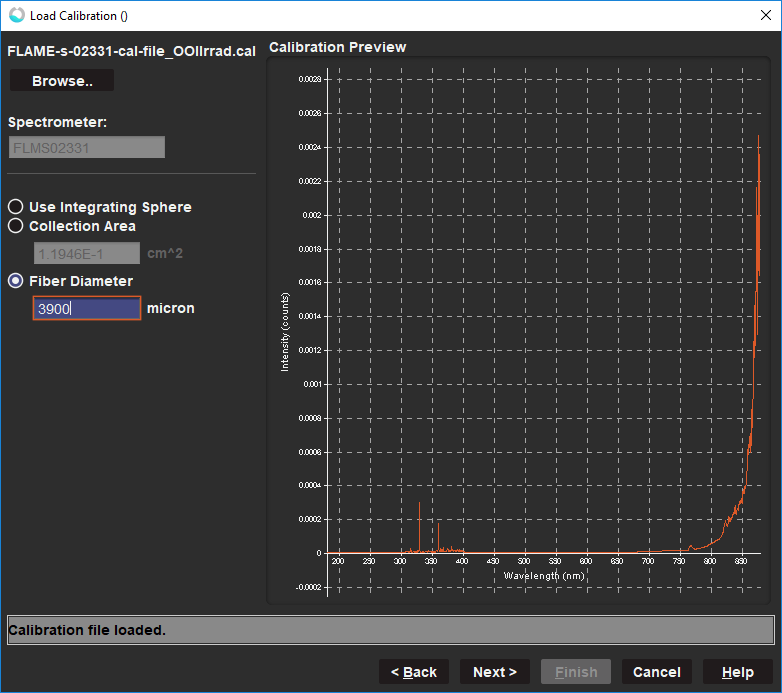 Load Calibration ()
FLAME-s-02331-cal-file_OOIIrrad.cal
Browse..
Spectrometer:
FLMS02331
Use Integrating Sphere
Collection Area
1.1946E-1 cm^2
Fiber Diameter
3900 micron
Calibration Preview
Intensity (counts)
0.0028
0.0026
0.0024
0.0022
0.002
0.0018
0.0016
0.0014
0.0012
0.001
0.0008
0.0006
0.0004
0.0002
0
-0.0002
200 250 300 350 400 450 500 550 600 650 700 750 800 850
Wavelength (nm)
Calibration file loaded.
< Back Next > Finish Cancel Help